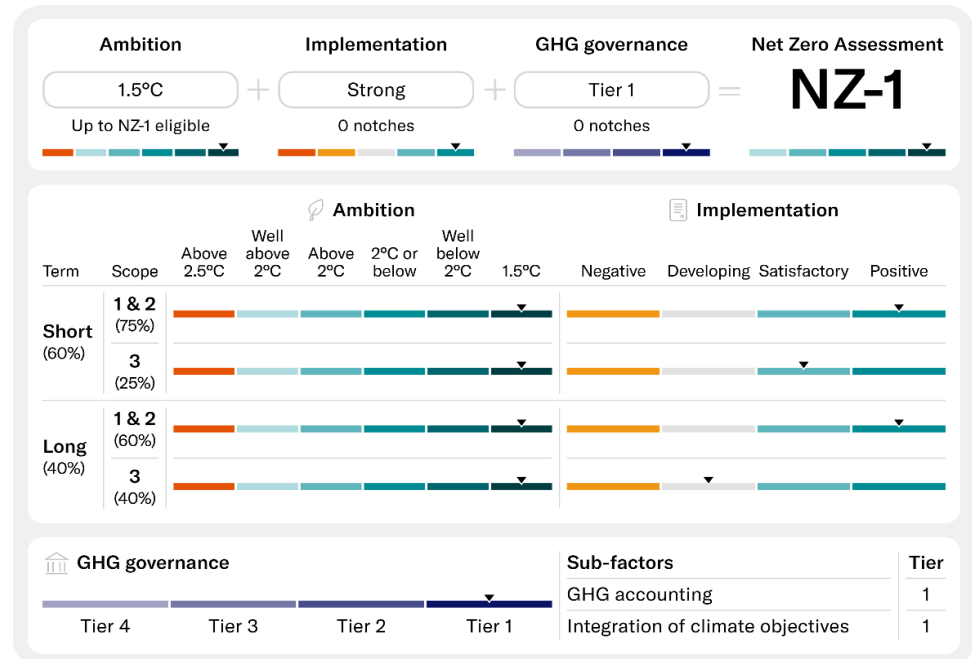 Ambition
Implementation
GHG governance
Net Zero Assessment
1.5°C
+
Strong
+
Tier 1
=
NZ-1
Up to NZ-1 eligible
0 notches
0 notches
Ambition
Implementation
Term
Scope
Above
2.5°C
Well
above
2°C
Above
2°C
2°C or
below
Well
below
2°C
1.5°C
Negative
Developing
Satisfactory
Positive
Short
(60%)
1 & 2
(75%)
3
(25%)
Long
(40%)
1 & 2
(60%)
3
(40%)
GHG governance
Tier 4
Tier 3
Tier 2
Tier 1
Sub-factors
Tier
GHG accounting
1
Integration of climate objectives
1